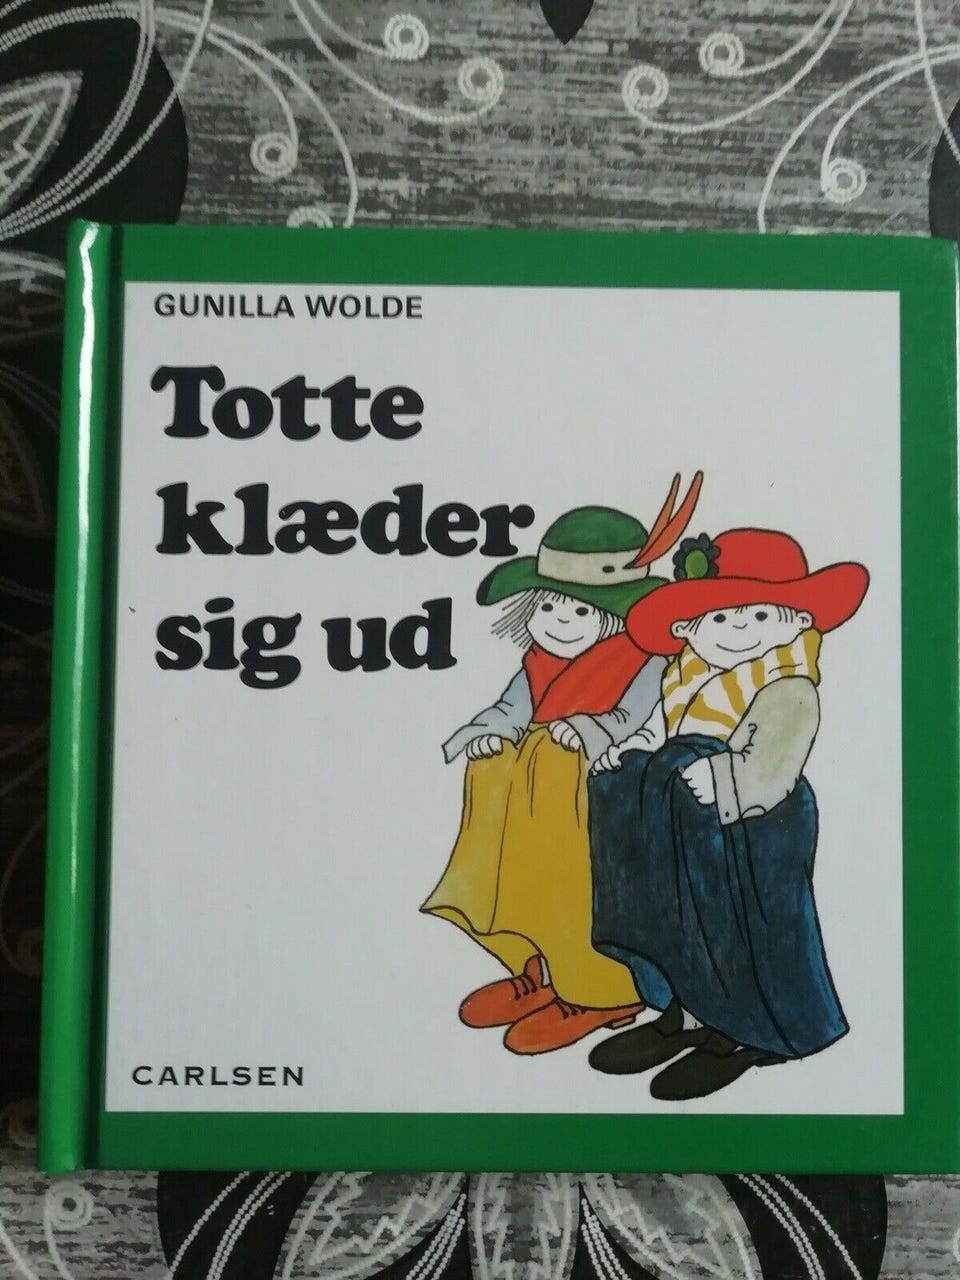 GUNILLA WOLDE
Totte
klæder
sig ud
CARLSEN